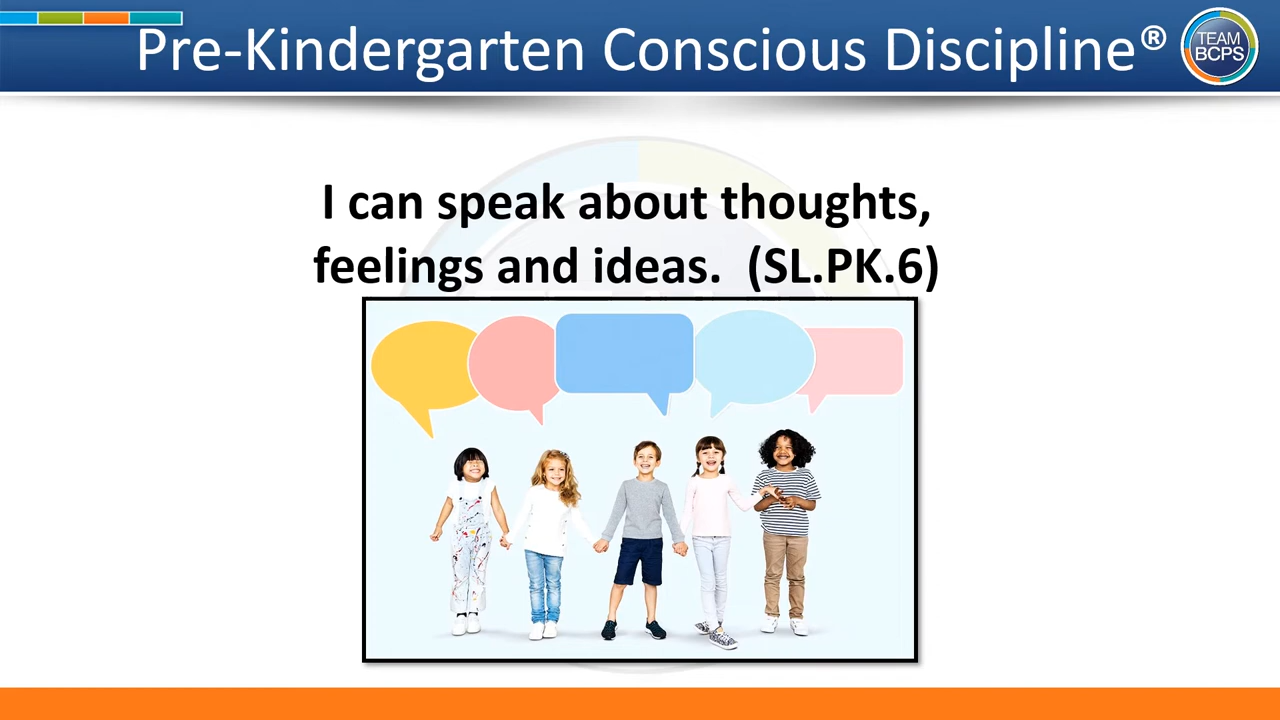 Pre-Kindergarten Conscious Discipline®
TEAM
BCPS
I can speak about thoughts,
feelings and ideas.  (SL.PK.6)